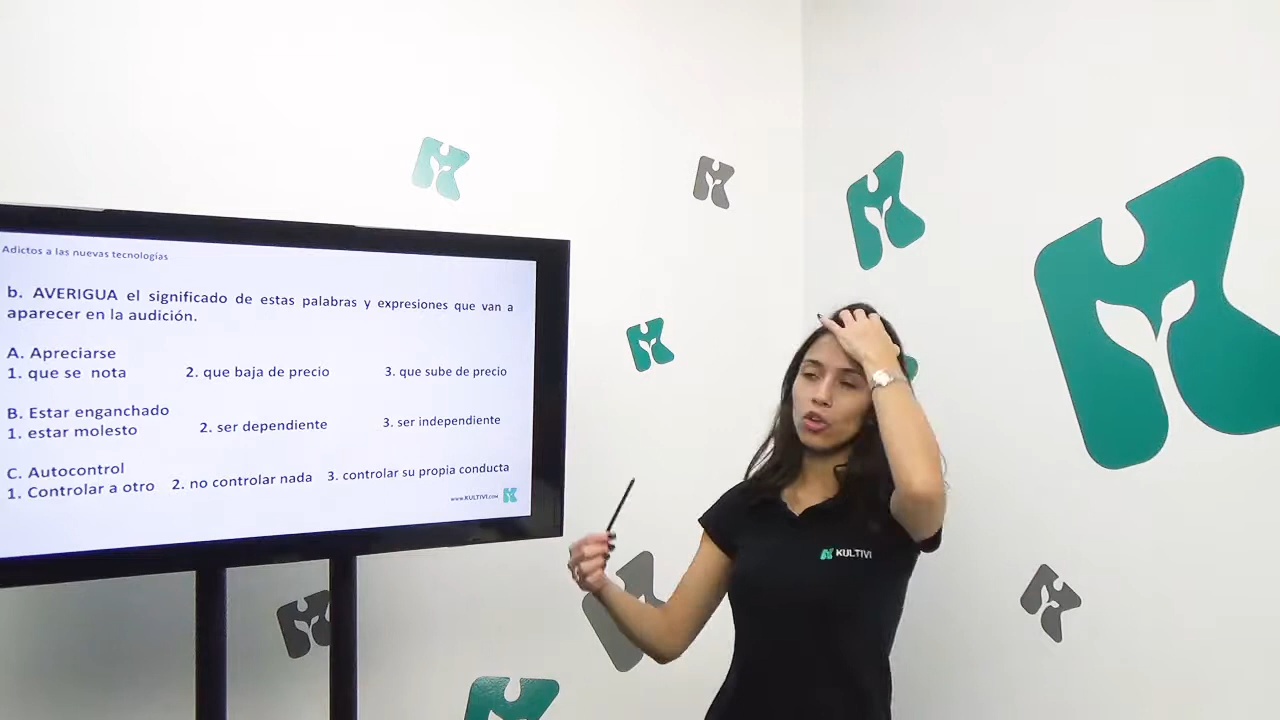 Adictos a las nuevas tecnologías
b. AVERIGUA el significado de estas palabras y expresiones que van a
aparecer en la audición.
A. Apreciarse
1. que se nota 2. que baja de precio 3. que sube de precio
B. Estar enganchado
1. estar molesto 2. ser dependiente 3. ser independiente
C. Autocontrol
1. Controlar a otro 2. no controlar nada 3. controlar su propia conducta
www.KULTIVI.com
KULTIVI